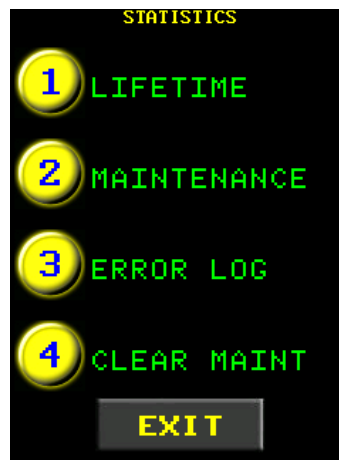 STATISTICS
1 LIFETIME
2 MAINTENANCE
3 ERROR LOG
4 CLEAR MAINT
EXIT